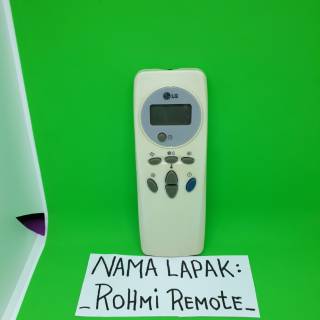 LG
NAMA LAPAK:
_ROHMI REMOTE_